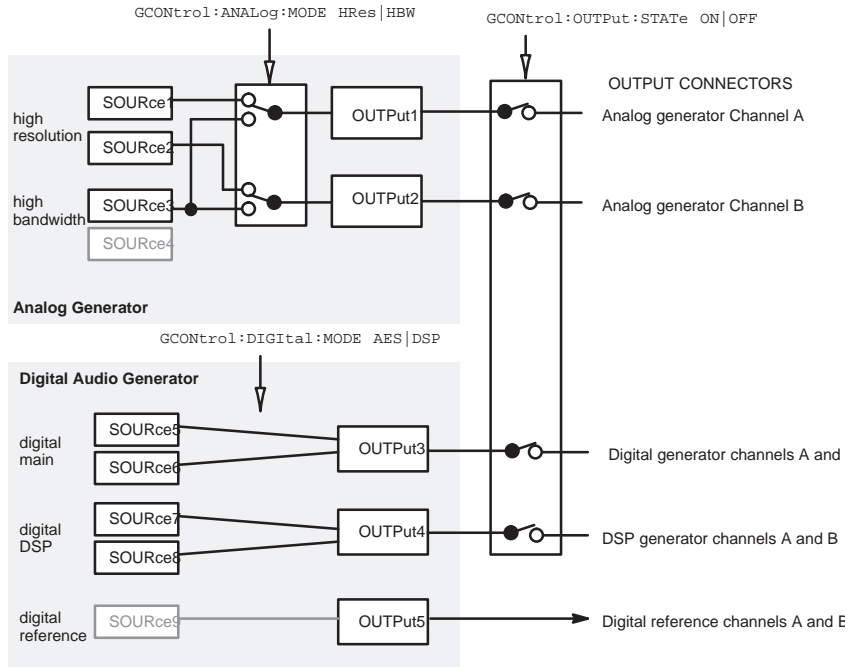 GCONtrol:ANALog:MODE HRes|HBW
GCONtrol:OUTPut:STATe ON|OFF
OUTPUT CONNECTORS
high
resolution
SOURce1
SOURce2
OUTPut1
Analog generator Channel A
high
bandwidth
SOURce3
SOURce4
OUTPut2
Analog generator Channel B
Analog Generator
GCONtrol:DIGItal:MODE AES|DSP
Digital Audio Generator
digital
main
SOURce5
SOURce6
OUTPut3
Digital generator channels A and
digital
DSP
SOURce7
SOURce8
OUTPut4
DSP generator channels A and B
digital
reference
SOURce9
OUTPut5
Digital reference channels A and B